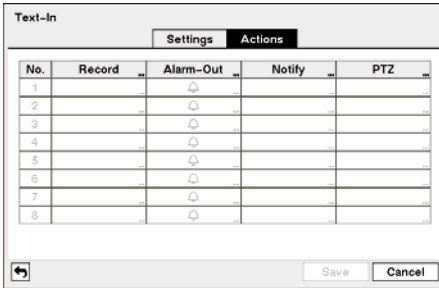 Text-In
Settings Actions
No. Record ... Alarm-Out ... Notify ... PTZ ...
1 ... ... ... ...
2 ... ... ... ...
3 ... ... ... ...
4 ... ... ... ...
5 ... ... ... ...
6 ... ... ... ...
7 ... ... ... ...
8 ... ... ... ...
Save Cancel